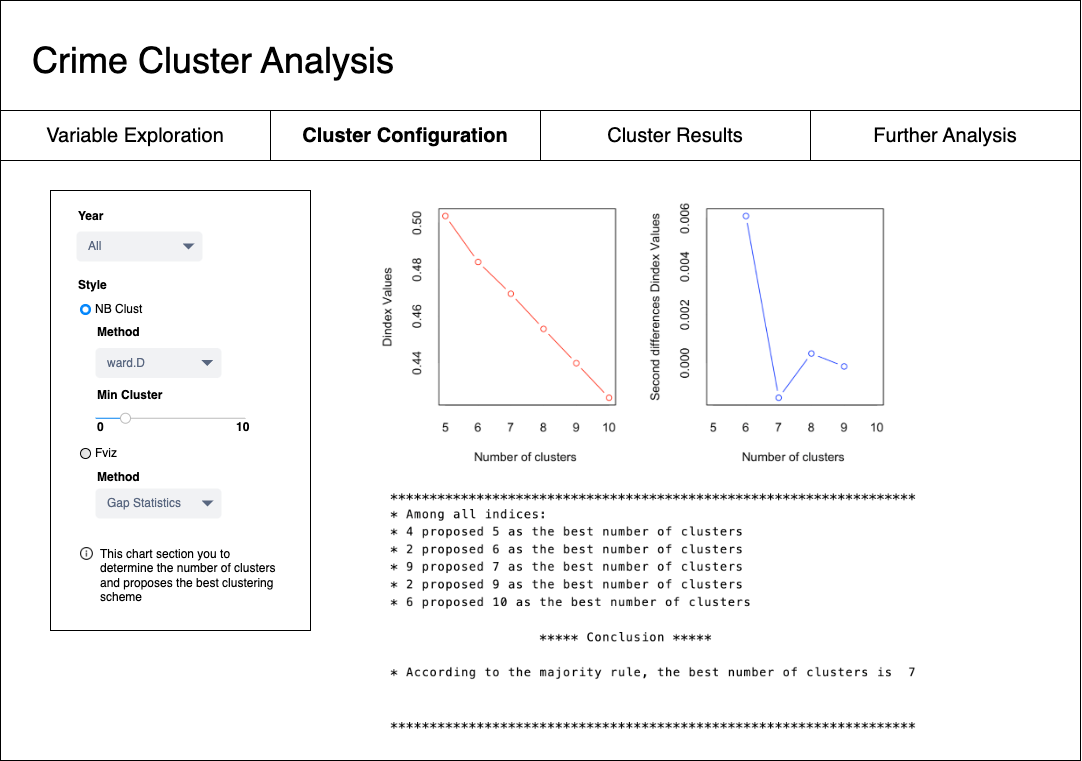 Crime Cluster Analysis
Variable Exploration
Cluster Configuration
Cluster Results
Further Analysis
Year
All
Style
NB Clust
Method
ward.D
Min Cluster
0 10
Fviz
Method
Gap Statistics
This chart section you to
determine the number of clusters
and proposes the best clustering
scheme
Dindex Values
0.50
0.48
0.46
0.44
5 6 7 8 9 10
Number of clusters
Second differences Dindex Values
0.006
0.004
0.002
0.000
5 6 7 8 9 10
Number of clusters
*******************************************************************
* Among all indices:
* 4 proposed 5 as the best number of clusters
* 2 proposed 6 as the best number of clusters
* 9 proposed 7 as the best number of clusters
* 2 proposed 9 as the best number of clusters
* 6 proposed 10 as the best number of clusters
***** Conclusion *****
* According to the majority rule, the best number of clusters is 7
*******************************************************************